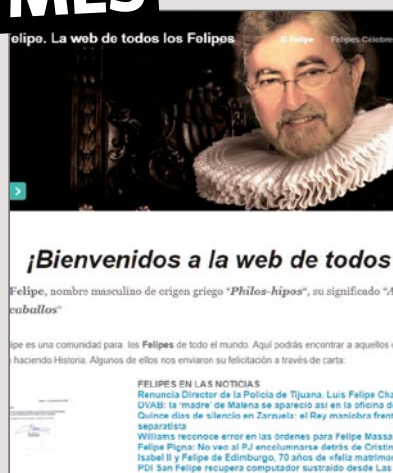 MES
elipe. La web de todos los Felipes
El Felipe Felipes Célebres
¡Bienvenidos a la web de todos
Felipe, nombre masculino de origen griego "Philos-hipos", su significado "A
caballos"
ipe es una comunidad para los Felipes de todo el mundo. Aquí podrás encontrar a aquellos
haciendo Historia. Algunos de ellos nos enviaron su felicitación a través de carta:
FELIPES EN LAS NOTICIAS
Renuncia Director de la Policía de Tijuana, Luis Felipe Cha
DVAB: la 'madre' de Malena se apareció así en la oficina de
Quince días de silencio en Zarzuela: el Rey maniobra frent
separatista
Williams reconoce error en las órdenes para Felipe Massa
Felipe Pigna: No veo al PJ encolumnarse detrás de Cristin
Isabel II y Felipe de Edimburgo, 70 años de «feliz matrimo
PDI San Felipe recupera computador sustraído desde Las